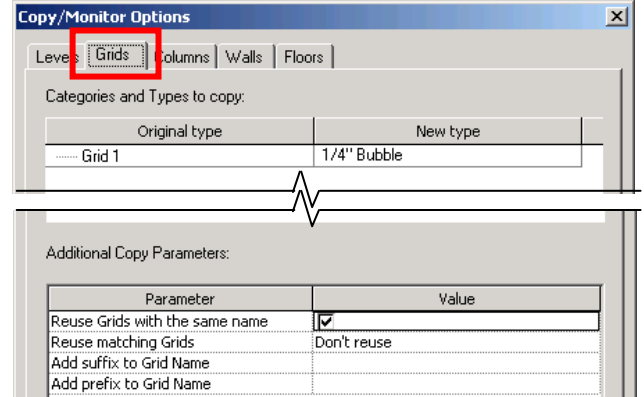 Copy/Monitor Options
Levels Grids Columns Walls Floors
Categories and Types to copy:
Original type New type
Grid 1 1/4" Bubble
Additional Copy Parameters:
Parameter Value
Reuse Grids with the same name
Reuse matching Grids Don't reuse
Add suffix to Grid Name
Add prefix to Grid Name